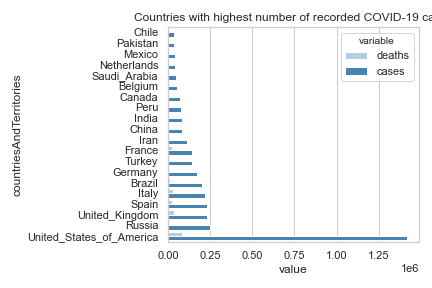 Countries with highest number of recorded COVID-19 ca
variable
deaths
cases
countriesAndTerritories
Chile
Pakistan
Mexico
Netherlands
Saudi_Arabia
Belgium
Canada
Peru
India
China
Iran
France
Turkey
Germany
Brazil
Italy
Spain
United_Kingdom
Russia
United_States_of_America
0.00 0.25 0.50 0.75 1.00 1.25
1e6
value